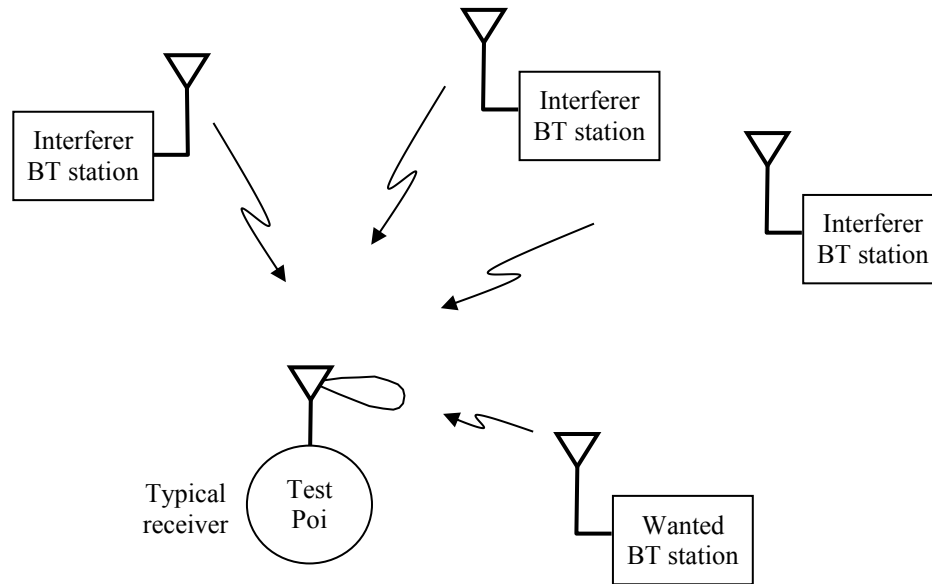 Interferer
BT station
Interferer
BT station
Interferer
BT station
Typical
receiver
Test
Poi
Wanted
BT station